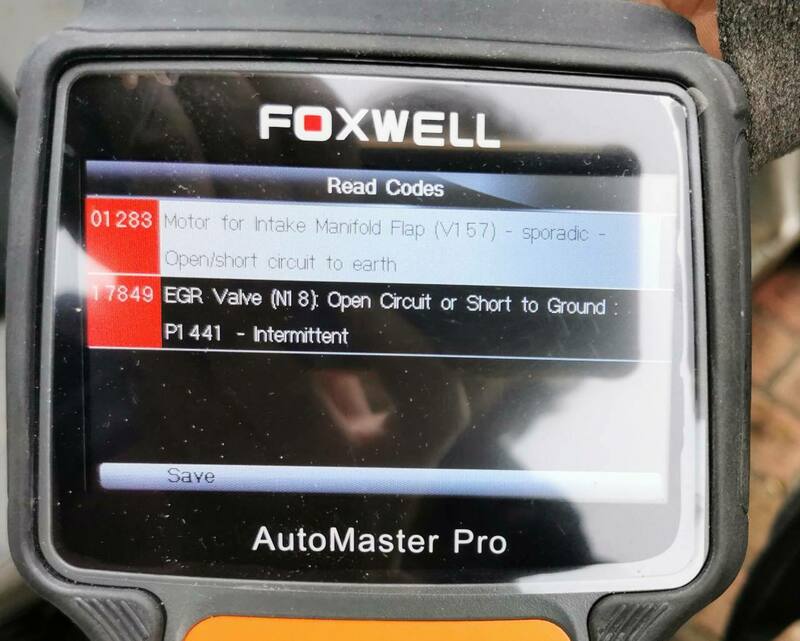 FOXWELL
Read Codes
01283 Motor for Intake Manifold Flap (V157) - sporadic -
Open/short circuit to earth
17849 EGR Valve (N18): Open Circuit or Short to Ground :
P1441 - Intermittent
Save
AutoMaster Pro